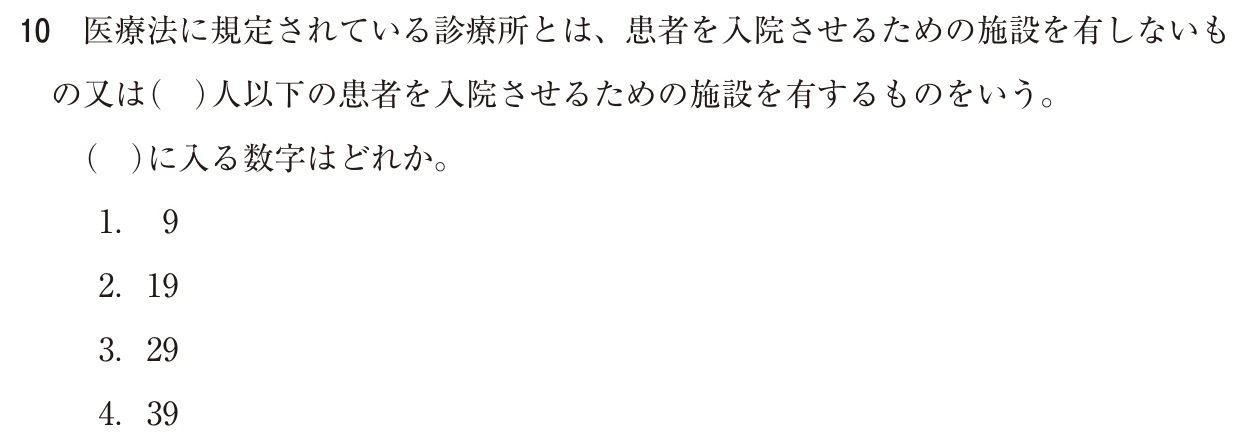 10 医療法に規定されている診療所とは、患者を入院させるための施設を有しないも
の又は( )人以下の患者を入院させるための施設を有するものをいう。
( )に入る数字はどれか。
1. 9
2. 19
3. 29
4. 39